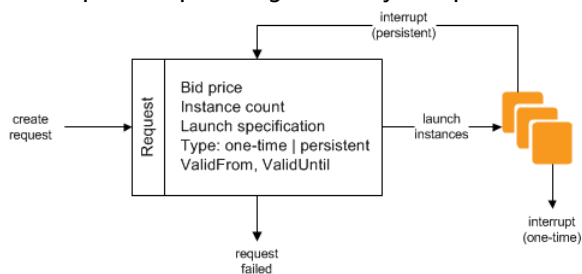 interrupt
(persistent)
create
request
Request
Bid price
Instance count
Launch specification
Type: one-time | persistent
ValidFrom, ValidUntil
launch
instances
request
failed
interrupt
(one-time)